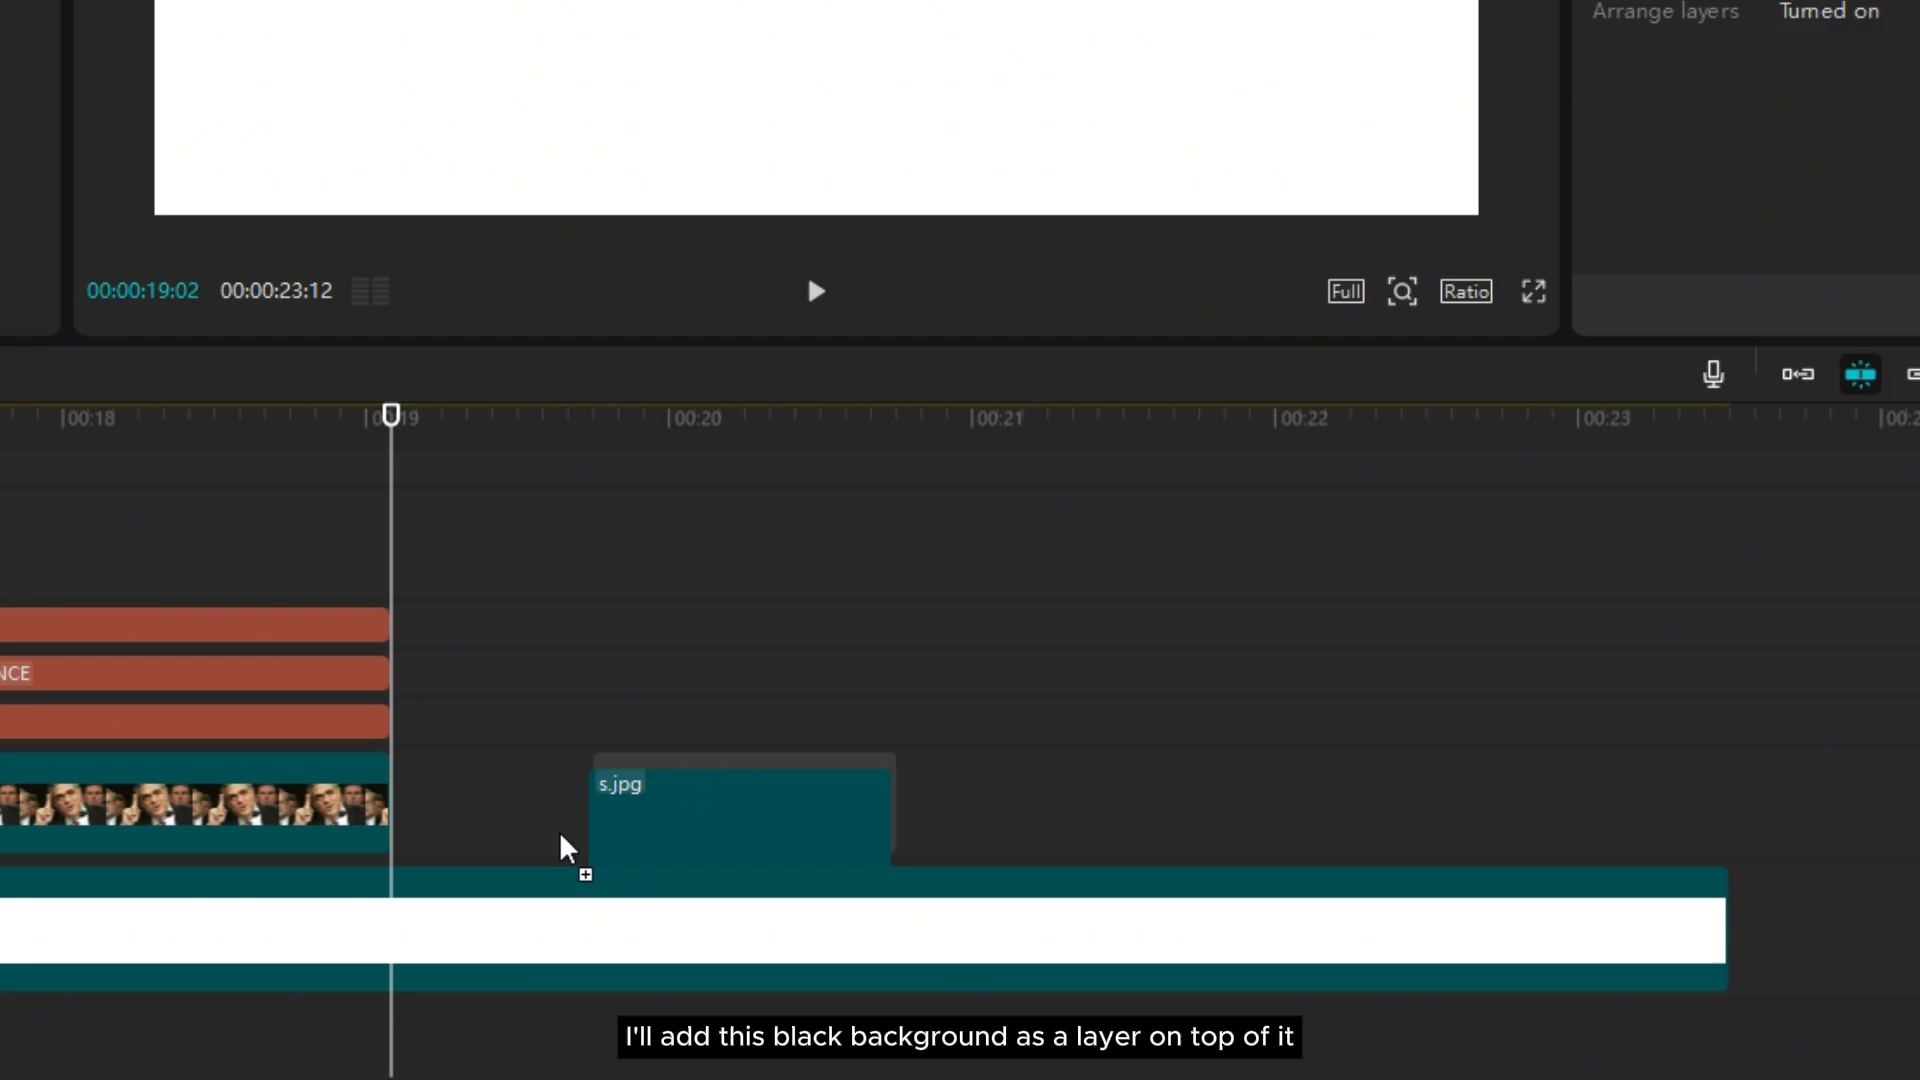 Arrange layers Turned on
00:00:19:02 00:00:23:12 Full Ratio
00:18 00:19 00:20 00:21 00:22 00:23
NCE
s.jpg
I'll add this black background as a layer on top of it